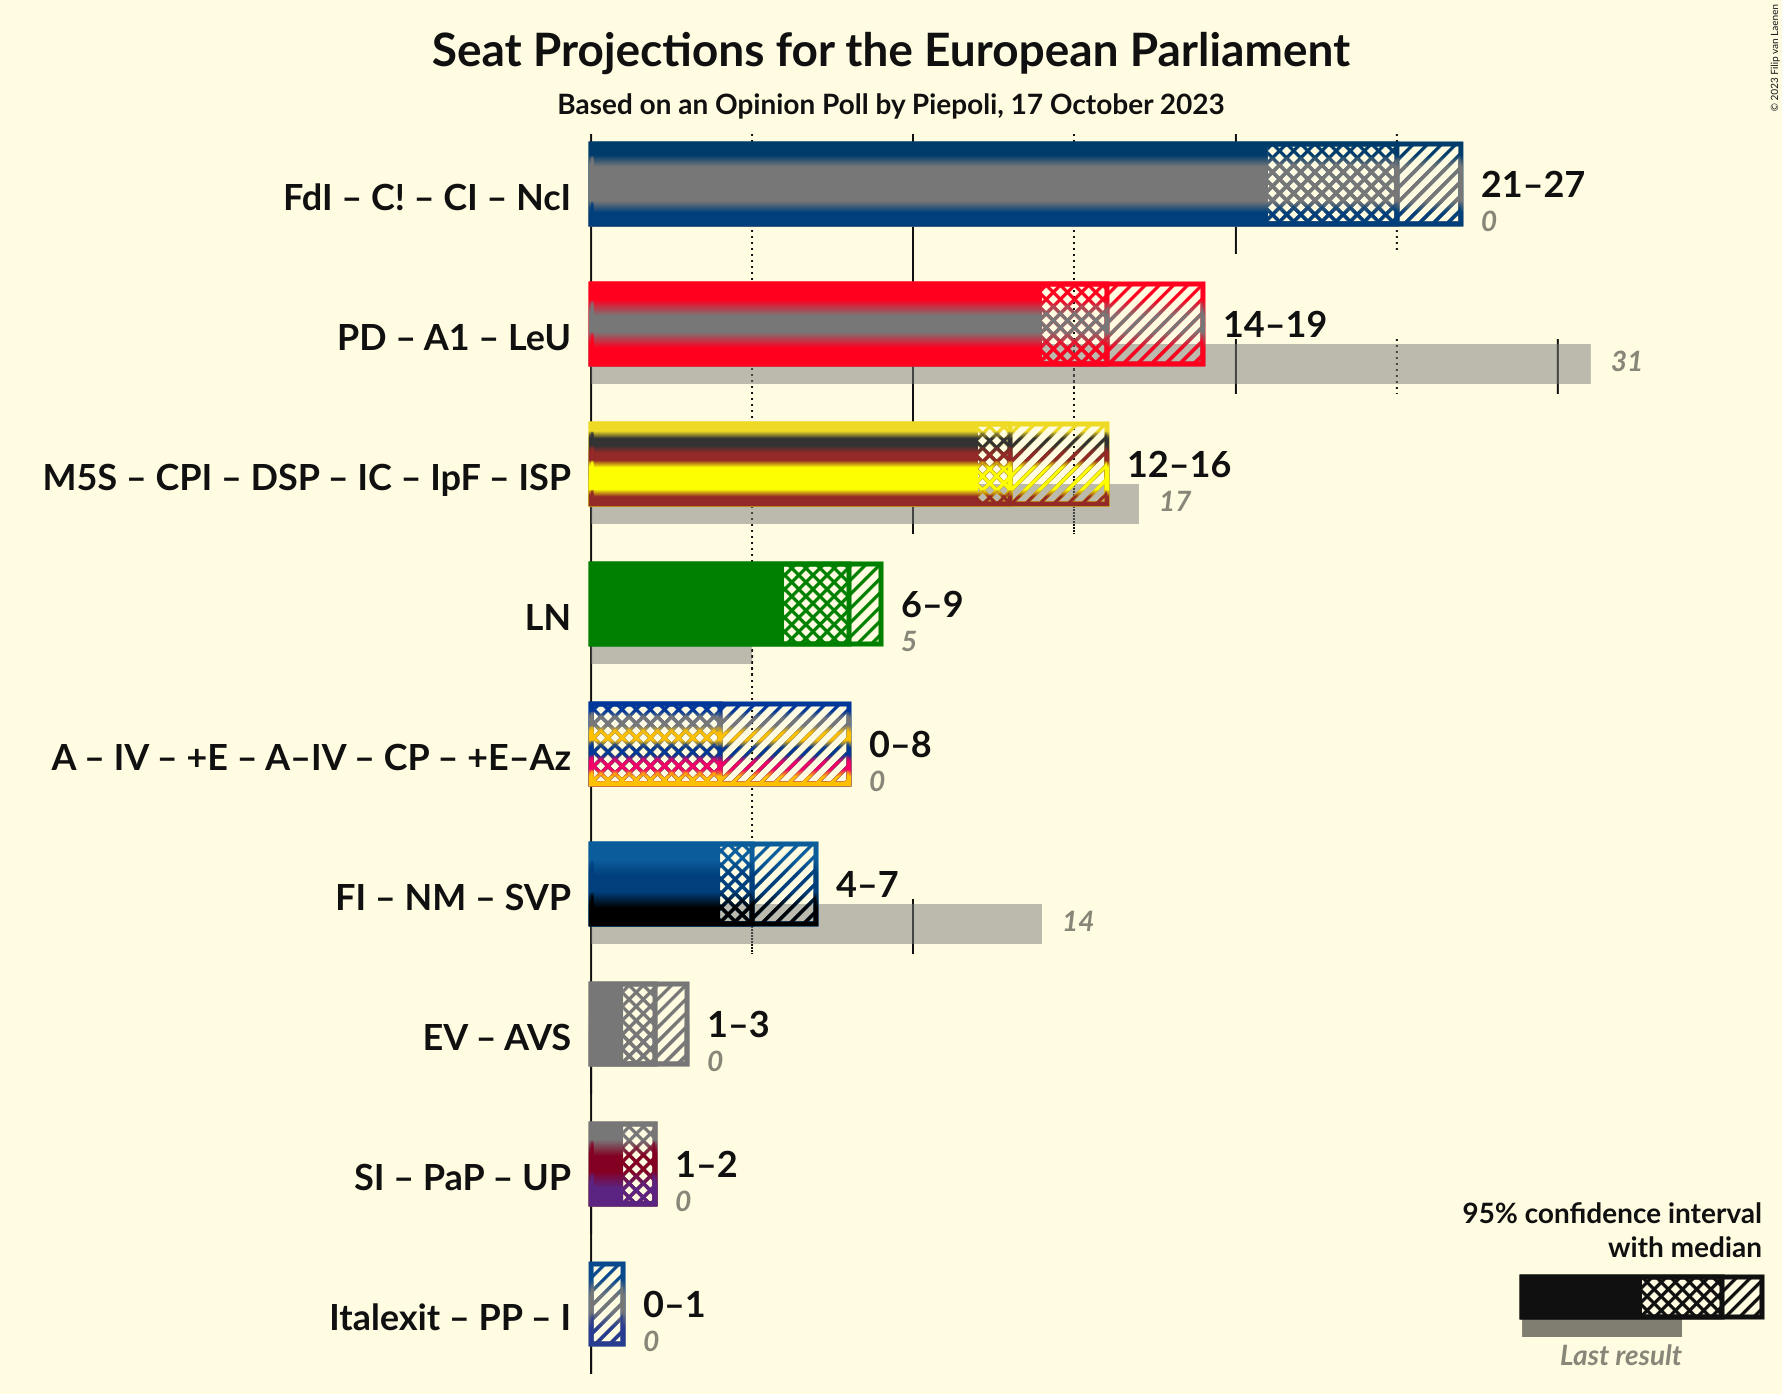 Seat Projections for the European Parliament
Based on an Opinion Poll by Piepoli, 17 October 2023
© 2023 Filip van Laenen
FdI – C! – CI – NcI
21–27
0
PD – A1 – LeU
14–19
31
M5S – CPI – DSP – IC – IpF – ISP
12–16
17
LN
6–9
5
A – IV – +E – A–IV – CP – +E–Az
0–8
0
FI – NM – SVP
4–7
14
EV – AVS
1–3
0
SI – PaP – UP
1–2
0
Italexit – PP – I
0–1
0
95% confidence interval
with median
Last result